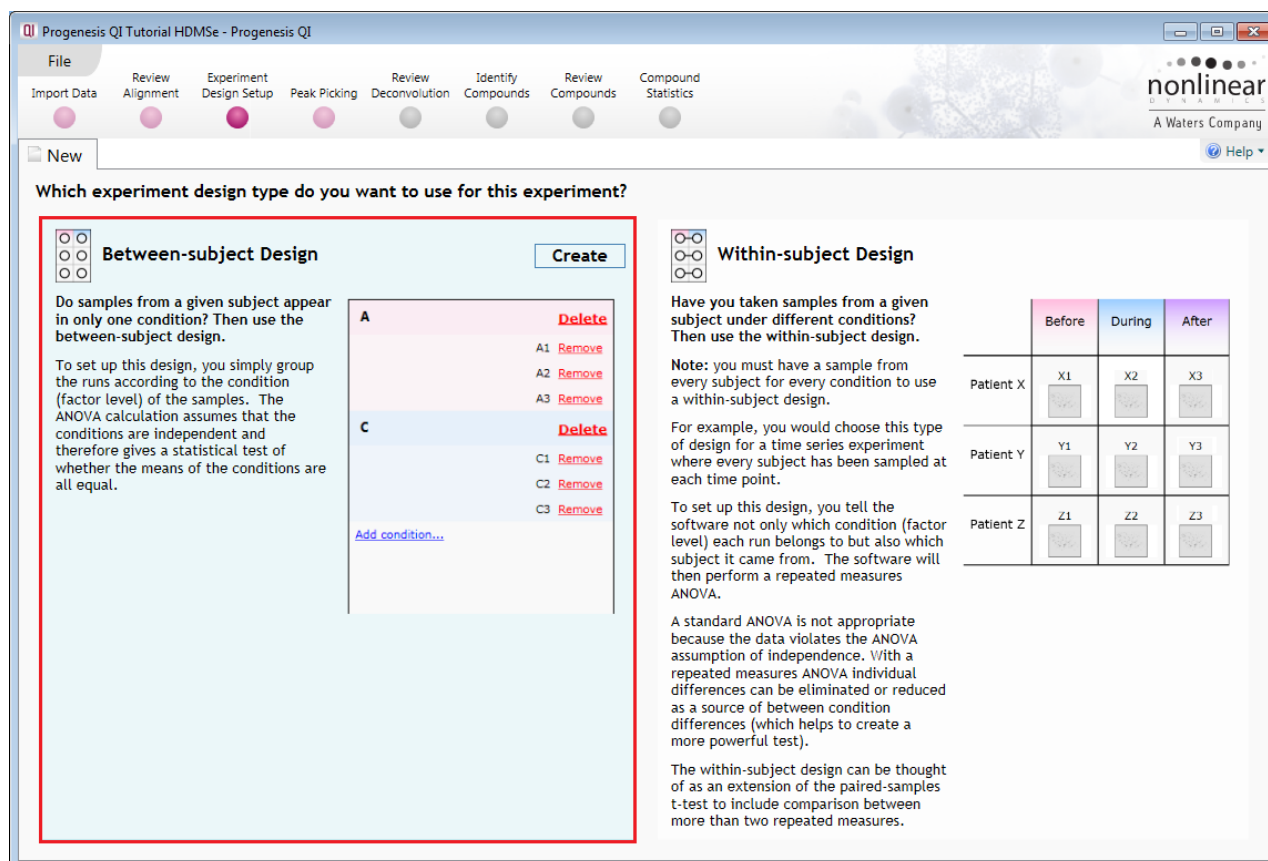 QI Progenesis QI Tutorial HDMSe - Progenesis QI
File
Import Data
Review
Alignment
Experiment
Design Setup
Peak Picking
Review
Deconvolution
Identify
Compounds
Review
Compounds
Compound
Statistics
nonlinear
DYNAMICS
A Waters Company
New
Help
Which experiment design type do you want to use for this experiment?
Between-subject Design
Create
Do samples from a given subject appear
in only one condition? Then use the
between-subject design.
To set up this design, you simply group
the runs according to the condition
(factor level) of the samples. The
ANOVA calculation assumes that the
conditions are independent and
therefore gives a statistical test of
whether the means of the conditions are
all equal.
A Delete
A1 Remove
A2 Remove
A3 Remove
C Delete
C1 Remove
C2 Remove
C3 Remove
Add condition...
Within-subject Design
Have you taken samples from a given
subject under different conditions?
Then use the within-subject design.
Note: you must have a sample from
every subject for every condition to use
a within-subject design.
For example, you would choose this type
of design for a time series experiment
where every subject has been sampled at
each time point.
To set up this design, you tell the
software not only which condition (factor
level) each run belongs to but also which
subject it came from. The software will
then perform a repeated measures
ANOVA.
A standard ANOVA is not appropriate
because the data violates the ANOVA
assumption of independence. With a
repeated measures ANOVA individual
differences can be eliminated or reduced
as a source of between condition
differences (which helps to create a
more powerful test).
The within-subject design can be thought
of as an extension of the paired-samples
t-test to include comparison between
more than two repeated measures.
Before During After
Patient X X1 X2 X3
Patient Y Y1 Y2 Y3
Patient Z Z1 Z2 Z3